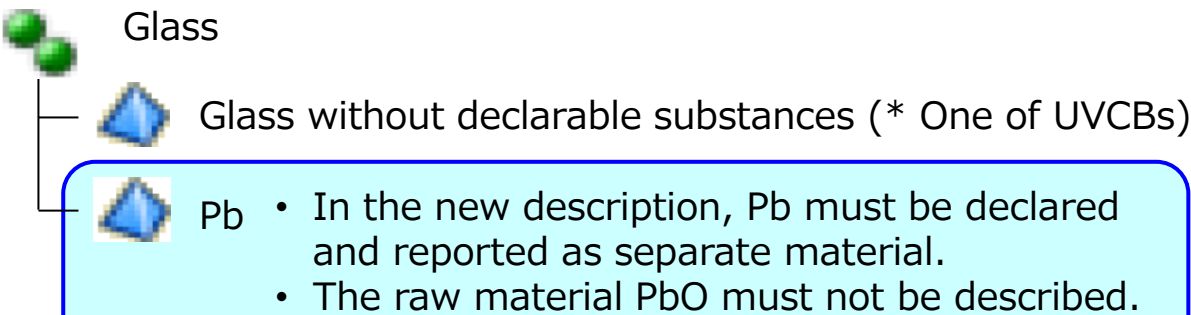 Glass
Glass without declarable substances (* One of UVCBs)
Pb • In the new description, Pb must be declared
and reported as separate material.
• The raw material PbO must not be described.